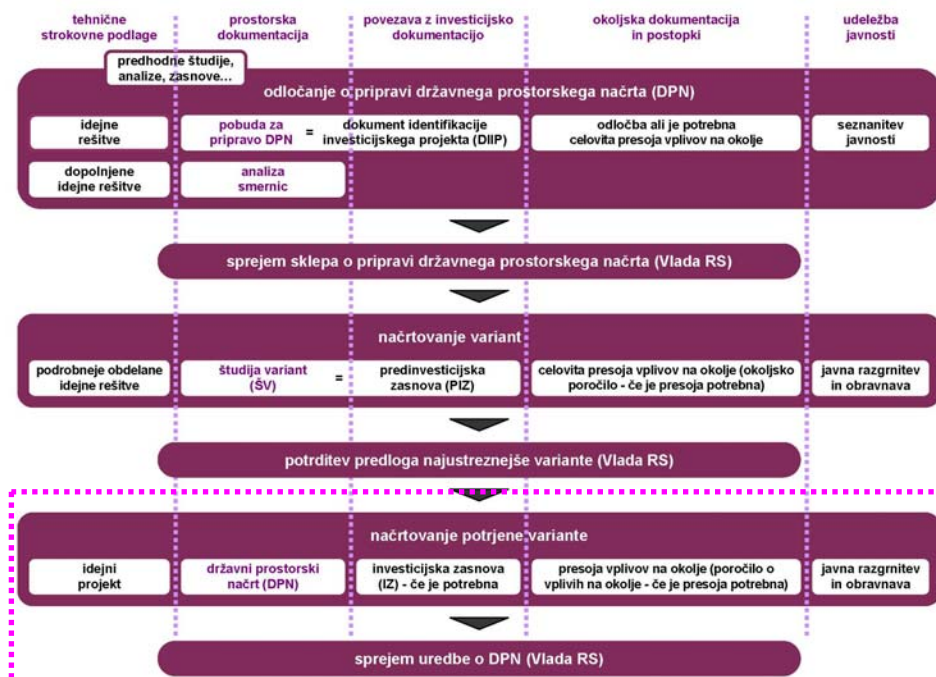 tehnične
strokovne podlage
prostorska
dokumentacija
povezava z investicijsko
dokumentacijo
okoljska dokumentacija
in postopki
udeležba
javnosti
predhodne študije,
analize, zasnove...
odločanje o pripravi državnega prostorskega načrta (DPN)
idejne
rešitve
pobuda za
pripravo DPN
=
dokument identifikacije
investicijskega projekta (DIIP)
odločba ali je potrebna
celovita presoja vplivov na okolje
seznanitev
javnosti
dopolnjene
idejne rešitve
analiza
smernic
sprejem sklepa o pripravi državnega prostorskega načrta (Vlada RS)
načrtovanje variant
podrobneje obdelane
idejne rešitve
študija variant
(ŠV)
=
predinvesticijska
zasnova (PIZ)
celovita presoja vplivov na okolje (okoljsko
poročilo - če je presoja potrebna)
javna razgrnitev
in obravnava
potrditev predloga najustreznejše variante (Vlada RS)
načrtovanje potrjene variante
idejni
projekt
državni prostorski
načrt (DPN)
investicijska zasnova
(IZ) - če je potrebna
presoja vplivov na okolje (poročilo o
vplivih na okolje - če je presoja potrebna)
javna razgrnitev
in obravnava
sprejem uredbe o DPN (Vlada RS)